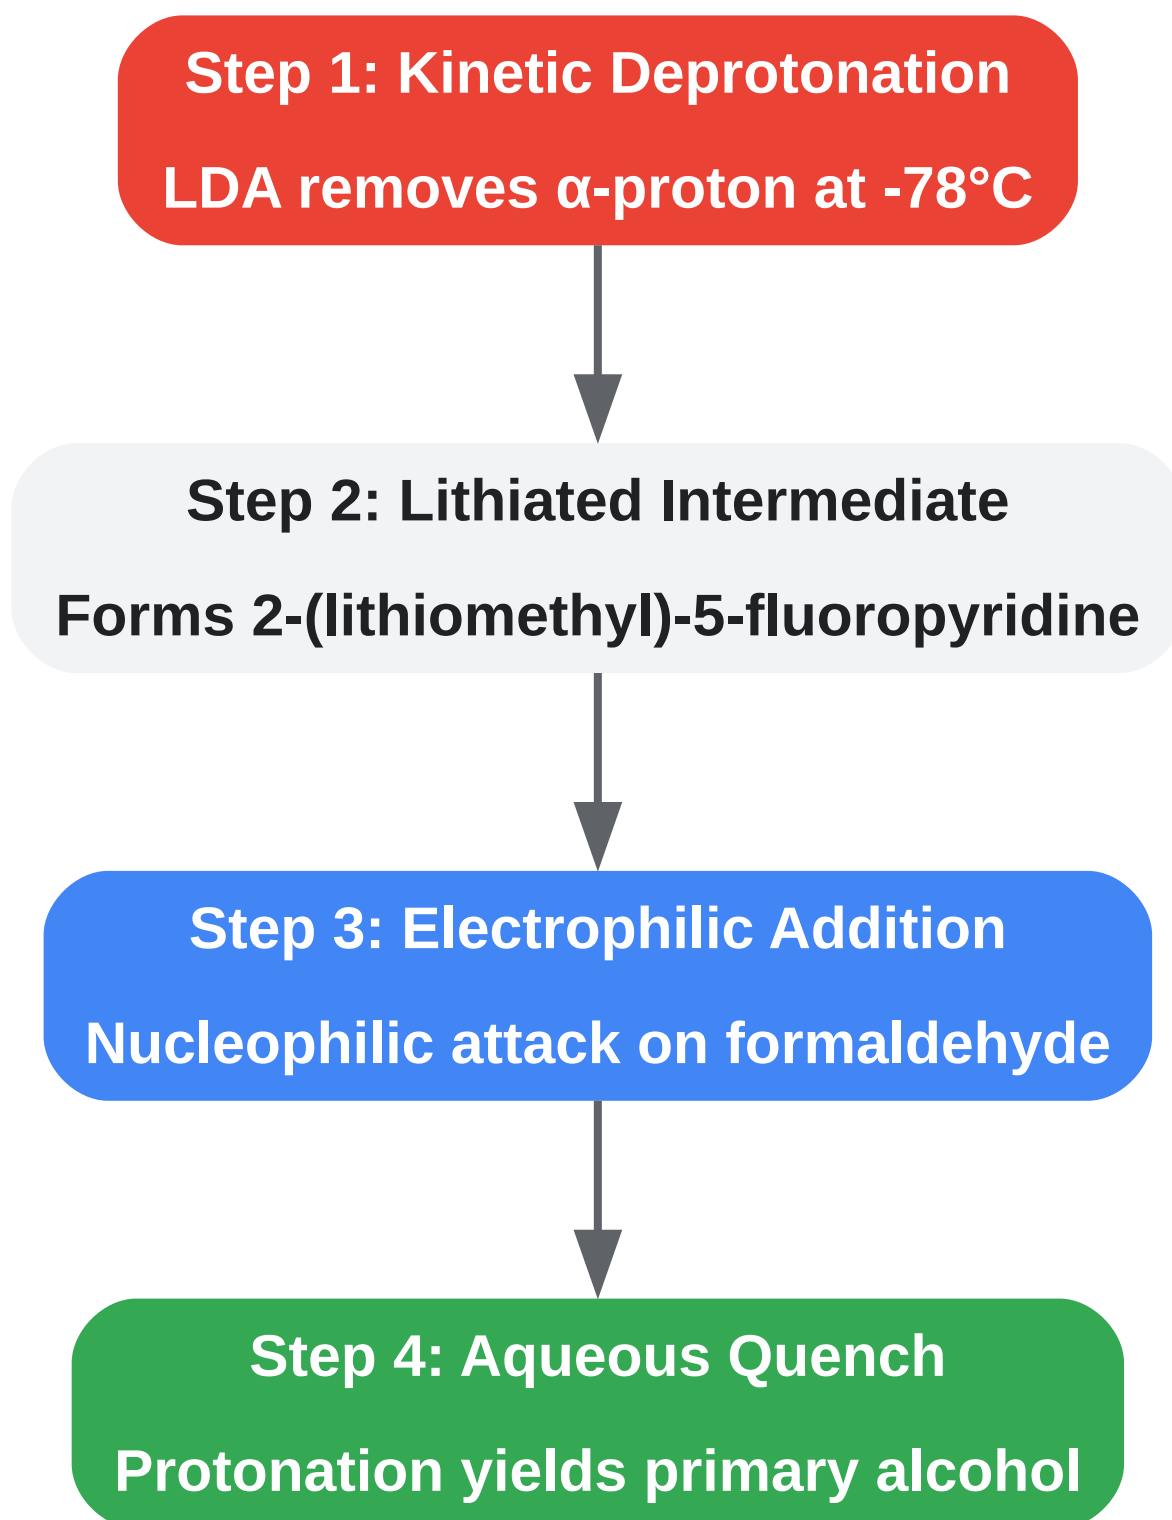 Step 1: Kinetic Deprotonation
LDA removes α-proton at -78°C
Step 2: Lithiated Intermediate
Forms 2-(lithiomethyl)-5-fluoropyridine
Step 3: Electrophilic Addition
Nucleophilic attack on formaldehyde
Step 4: Aqueous Quench
Protonation yields primary alcohol